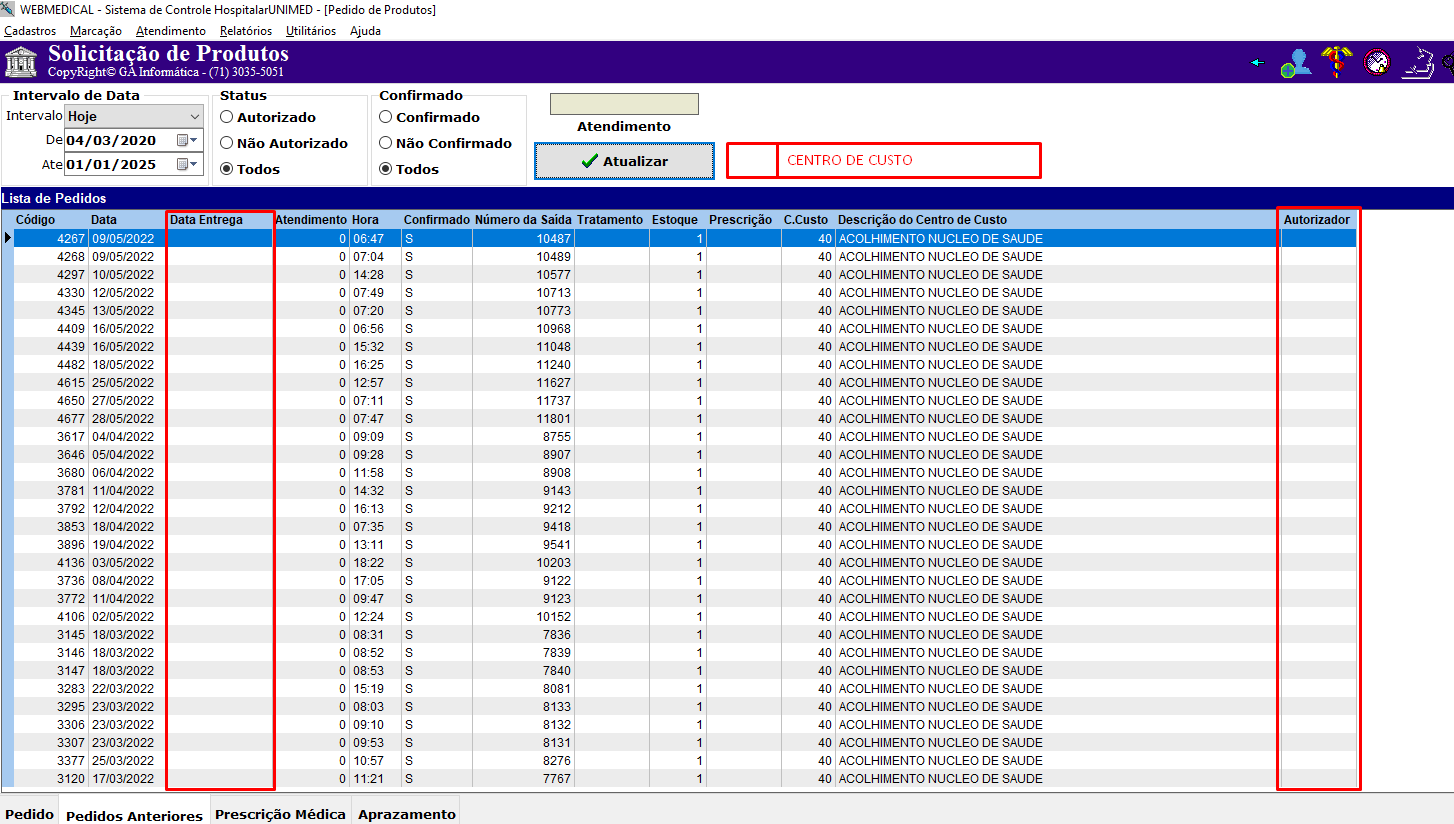 WEBMEDICAL - Sistema de Controle HospitalarUNIMED - [Pedido de Produtos]
Cadastros Marcação Atendimento Relatórios Utilitários Ajuda
Solicitação de Produtos
CopyRight© GA Informática - (71) 3035-5051
Intervalo de Data
Intervalo Hoje
De 04/03/2020
Ate 01/01/2025
Status
Autorizado
Não Autorizado
Todos
Confirmado
Confirmado
Não Confirmado
Todos
Atendimento
Atualizar
CENTRO DE CUSTO
Lista de Pedidos
Código Data Data Entrega Atendimento Hora Confirmado Número da Saída Tratamento Estoque Prescrição C.Custo Descrição do Centro de Custo Autorizador
4267 09/05/2022 0 06:47 S 10487 1 40 ACOLHIMENTO NUCLEO DE SAUDE
4268 09/05/2022 0 07:04 S 10489 1 40 ACOLHIMENTO NUCLEO DE SAUDE
4297 10/05/2022 0 14:28 S 10577 1 40 ACOLHIMENTO NUCLEO DE SAUDE
4330 12/05/2022 0 07:49 S 10713 1 40 ACOLHIMENTO NUCLEO DE SAUDE
4345 13/05/2022 0 07:20 S 10773 1 40 ACOLHIMENTO NUCLEO DE SAUDE
4409 16/05/2022 0 06:56 S 10968 1 40 ACOLHIMENTO NUCLEO DE SAUDE
4439 16/05/2022 0 15:32 S 11048 1 40 ACOLHIMENTO NUCLEO DE SAUDE
4482 18/05/2022 0 16:25 S 11240 1 40 ACOLHIMENTO NUCLEO DE SAUDE
4615 25/05/2022 0 12:57 S 11627 1 40 ACOLHIMENTO NUCLEO DE SAUDE
4650 27/05/2022 0 07:11 S 11737 1 40 ACOLHIMENTO NUCLEO DE SAUDE
4677 28/05/2022 0 07:47 S 11801 1 40 ACOLHIMENTO NUCLEO DE SAUDE
3617 04/04/2022 0 09:09 S 8755 1 40 ACOLHIMENTO NUCLEO DE SAUDE
3646 05/04/2022 0 09:28 S 8907 1 40 ACOLHIMENTO NUCLEO DE SAUDE
3680 06/04/2022 0 11:58 S 8908 1 40 ACOLHIMENTO NUCLEO DE SAUDE
3781 11/04/2022 0 14:32 S 9143 1 40 ACOLHIMENTO NUCLEO DE SAUDE
3792 12/04/2022 0 16:13 S 9212 1 40 ACOLHIMENTO NUCLEO DE SAUDE
3853 18/04/2022 0 07:35 S 9418 1 40 ACOLHIMENTO NUCLEO DE SAUDE
3896 19/04/2022 0 13:11 S 9541 1 40 ACOLHIMENTO NUCLEO DE SAUDE
4136 03/05/2022 0 18:22 S 10203 1 40 ACOLHIMENTO NUCLEO DE SAUDE
3736 08/04/2022 0 17:05 S 9122 1 40 ACOLHIMENTO NUCLEO DE SAUDE
3772 11/04/2022 0 09:47 S 9123 1 40 ACOLHIMENTO NUCLEO DE SAUDE
4106 02/05/2022 0 12:24 S 10152 1 40 ACOLHIMENTO NUCLEO DE SAUDE
3145 18/03/2022 0 08:31 S 7836 1 40 ACOLHIMENTO NUCLEO DE SAUDE
3146 18/03/2022 0 08:52 S 7839 1 40 ACOLHIMENTO NUCLEO DE SAUDE
3147 18/03/2022 0 08:53 S 7840 1 40 ACOLHIMENTO NUCLEO DE SAUDE
3283 22/03/2022 0 15:19 S 8081 1 40 ACOLHIMENTO NUCLEO DE SAUDE
3295 23/03/2022 0 08:03 S 8133 1 40 ACOLHIMENTO NUCLEO DE SAUDE
3306 23/03/2022 0 09:10 S 8132 1 40 ACOLHIMENTO NUCLEO DE SAUDE
3307 23/03/2022 0 09:53 S 8131 1 40 ACOLHIMENTO NUCLEO DE SAUDE
3377 25/03/2022 0 10:57 S 8276 1 40 ACOLHIMENTO NUCLEO DE SAUDE
3120 17/03/2022 0 11:21 S 7767 1 40 ACOLHIMENTO NUCLEO DE SAUDE
Pedido Pedidos Anteriores Prescrição Médica Aprazamento